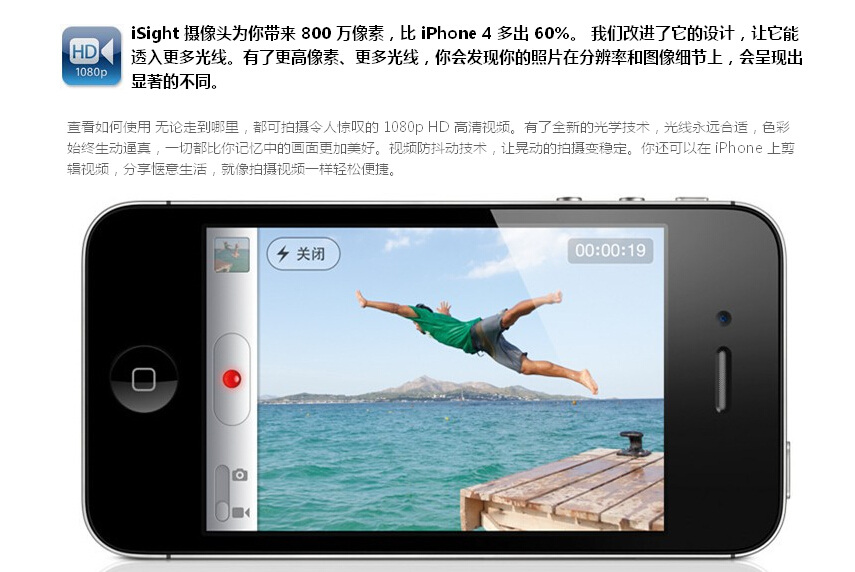 HD
1080p
iSight 摄像头为你带来 800 万像素，比 iPhone 4 多出 60%。 我们改进了它的设计，让它能
透入更多光线。有了更高像素、更多光线，你会发现你的照片在分辨率和图像细节上，会呈现出
显著的不同。
查看如何使用 无论走到哪里，都可拍摄令人惊叹的 1080p HD 高清视频。有了全新的光学技术，光线永远合适，色彩
始终生动逼真，一切都比你记忆中的画面更加美好。视频防抖动技术，让晃动的拍摄变稳定。你还可以在 iPhone 上剪
辑视频，分享惬意生活，就像拍摄视频一样轻松便捷。
关闭
00:00:19